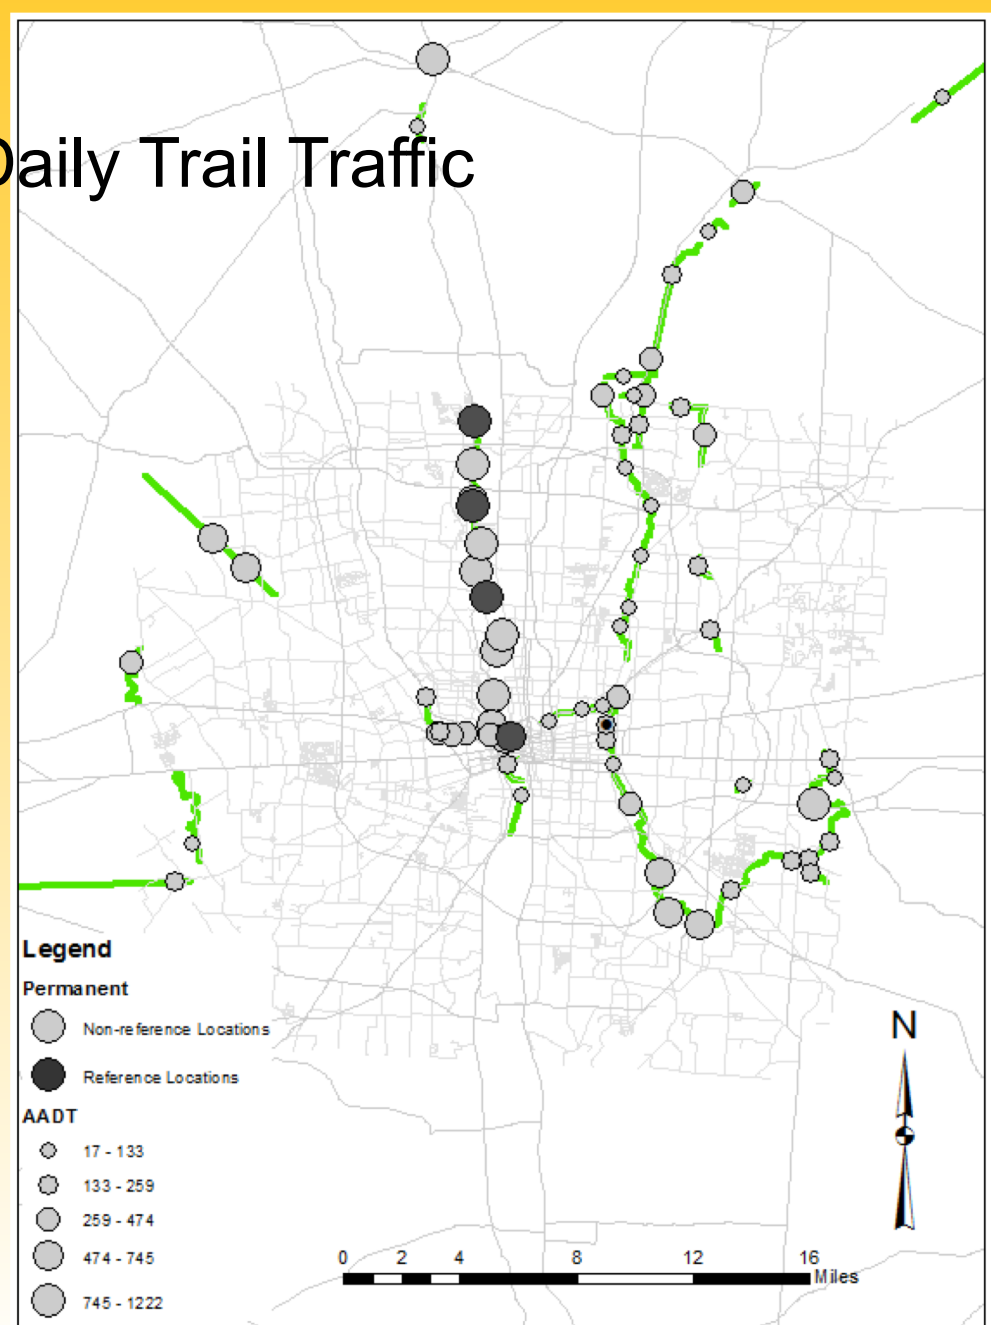 Daily Trail Traffic
Legend
Permanent
Non-reference Locations
Reference Locations
AADT
17 - 133
133 - 259
259 - 474
474 - 745
745 - 1222
N
0 2 4 8 12 16
Miles